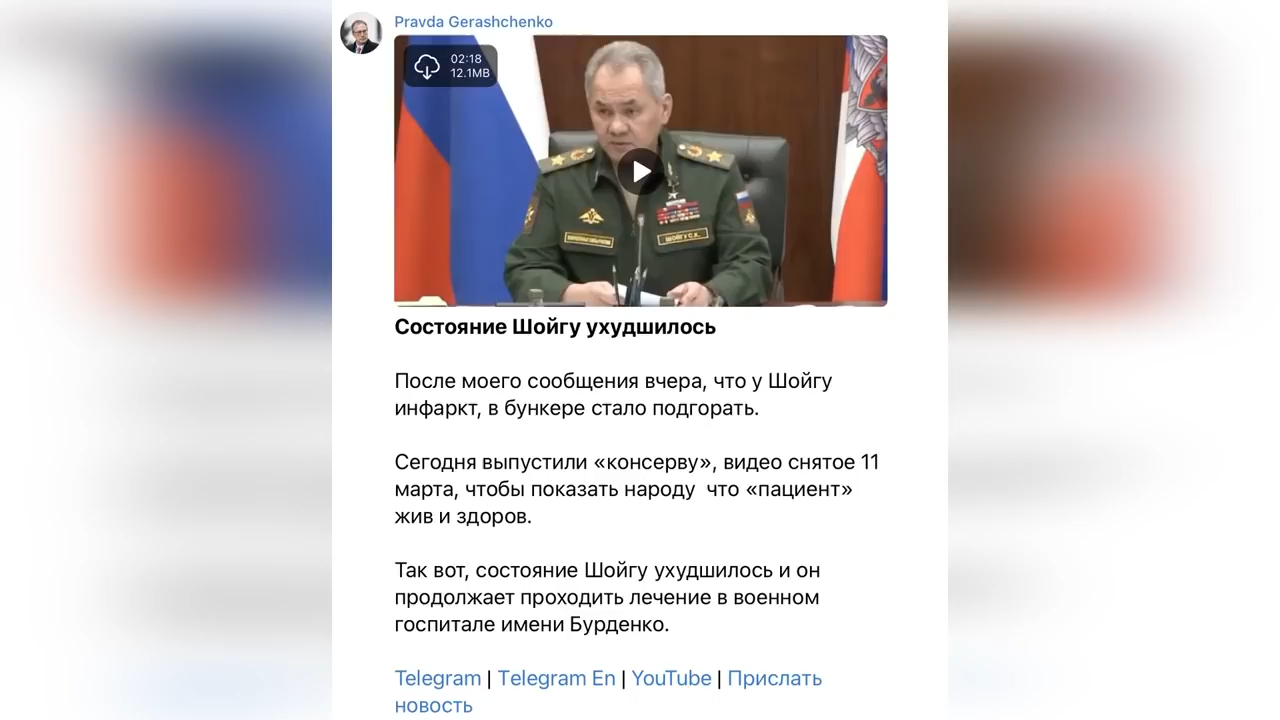 Pravda Gerashchenko
02:18
12.1MB
ШОЙГУ С.К.
Состояние Шойгу ухудшилось
После моего сообщения вчера, что у Шойгу
инфаркт, в бункере стало подгорать.
Сегодня выпустили «консерву», видео снятое 11
марта, чтобы показать народу что «пациент»
жив и здоров.
Так вот, состояние Шойгу ухудшилось и он
продолжает проходить лечение в военном
госпитале имени Бурденко.
Telegram | Telegram En | YouTube | Прислать
новость